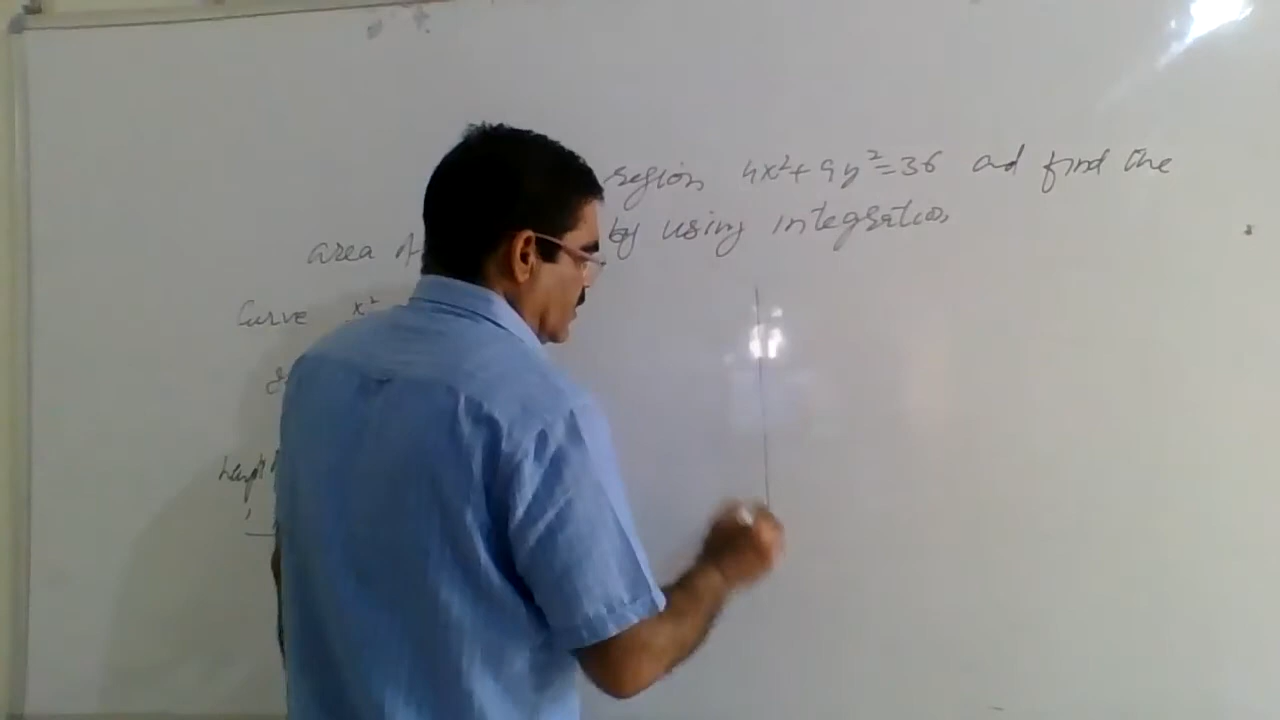 region 4x²+9y²=36 and find the
area of by using integration
Curve x²